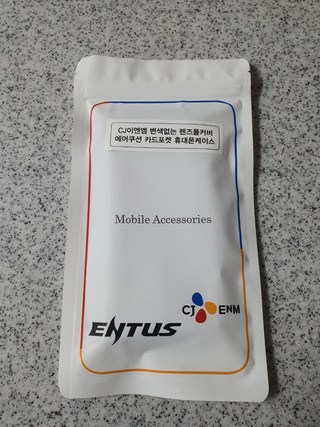 CJ이엔엠 변색없는 렌즈풀커버
에어쿠션 카드포켓 휴대폰케이스
Mobile Accessories
CJ ENM
ENTUS